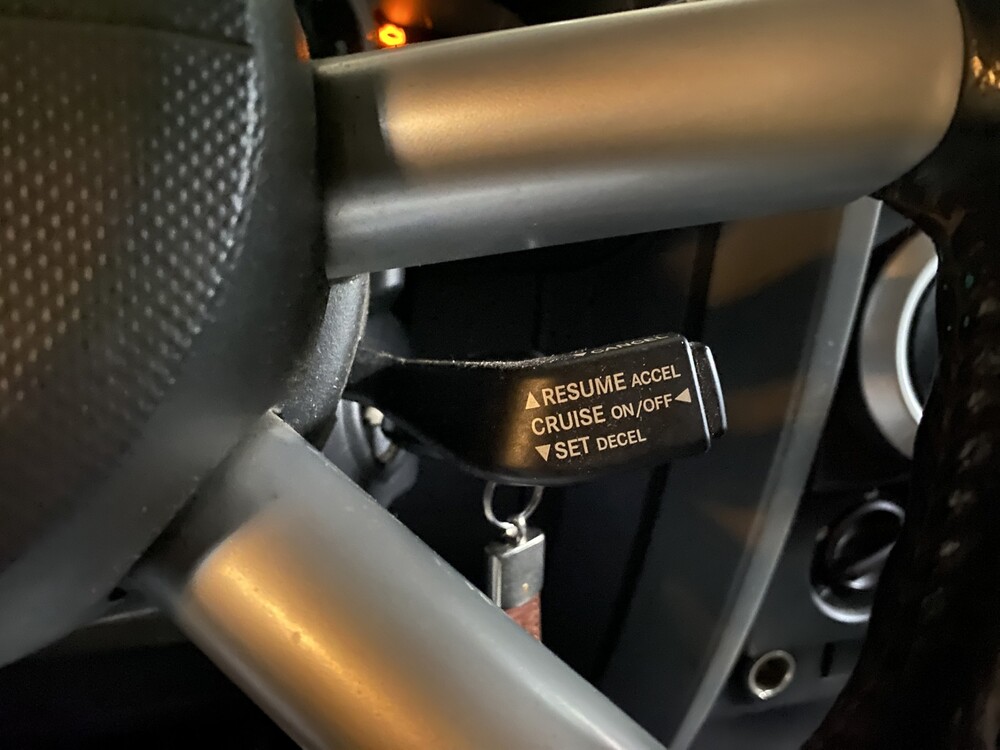 ▲RESUME ACCEL
CRUISE ON/OFF◀
▼SET DECEL